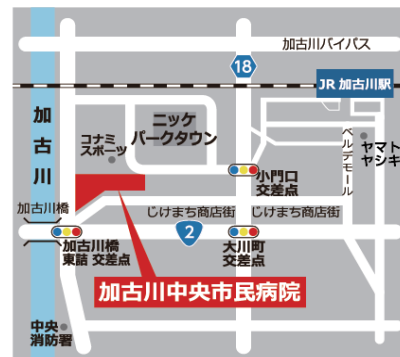 加古川バイパス
18
JR 加古川駅
加古川
ニッケ
パークタウン
コナミ
スポーツ
ベルデモール
ヤマト
ヤシキ
小門口
交差点
加古川橋
じけまち商店街
じけまち商店街
2
加古川橋
東詰 交差点
大川町
交差点
加古川中央市民病院
中央
消防署